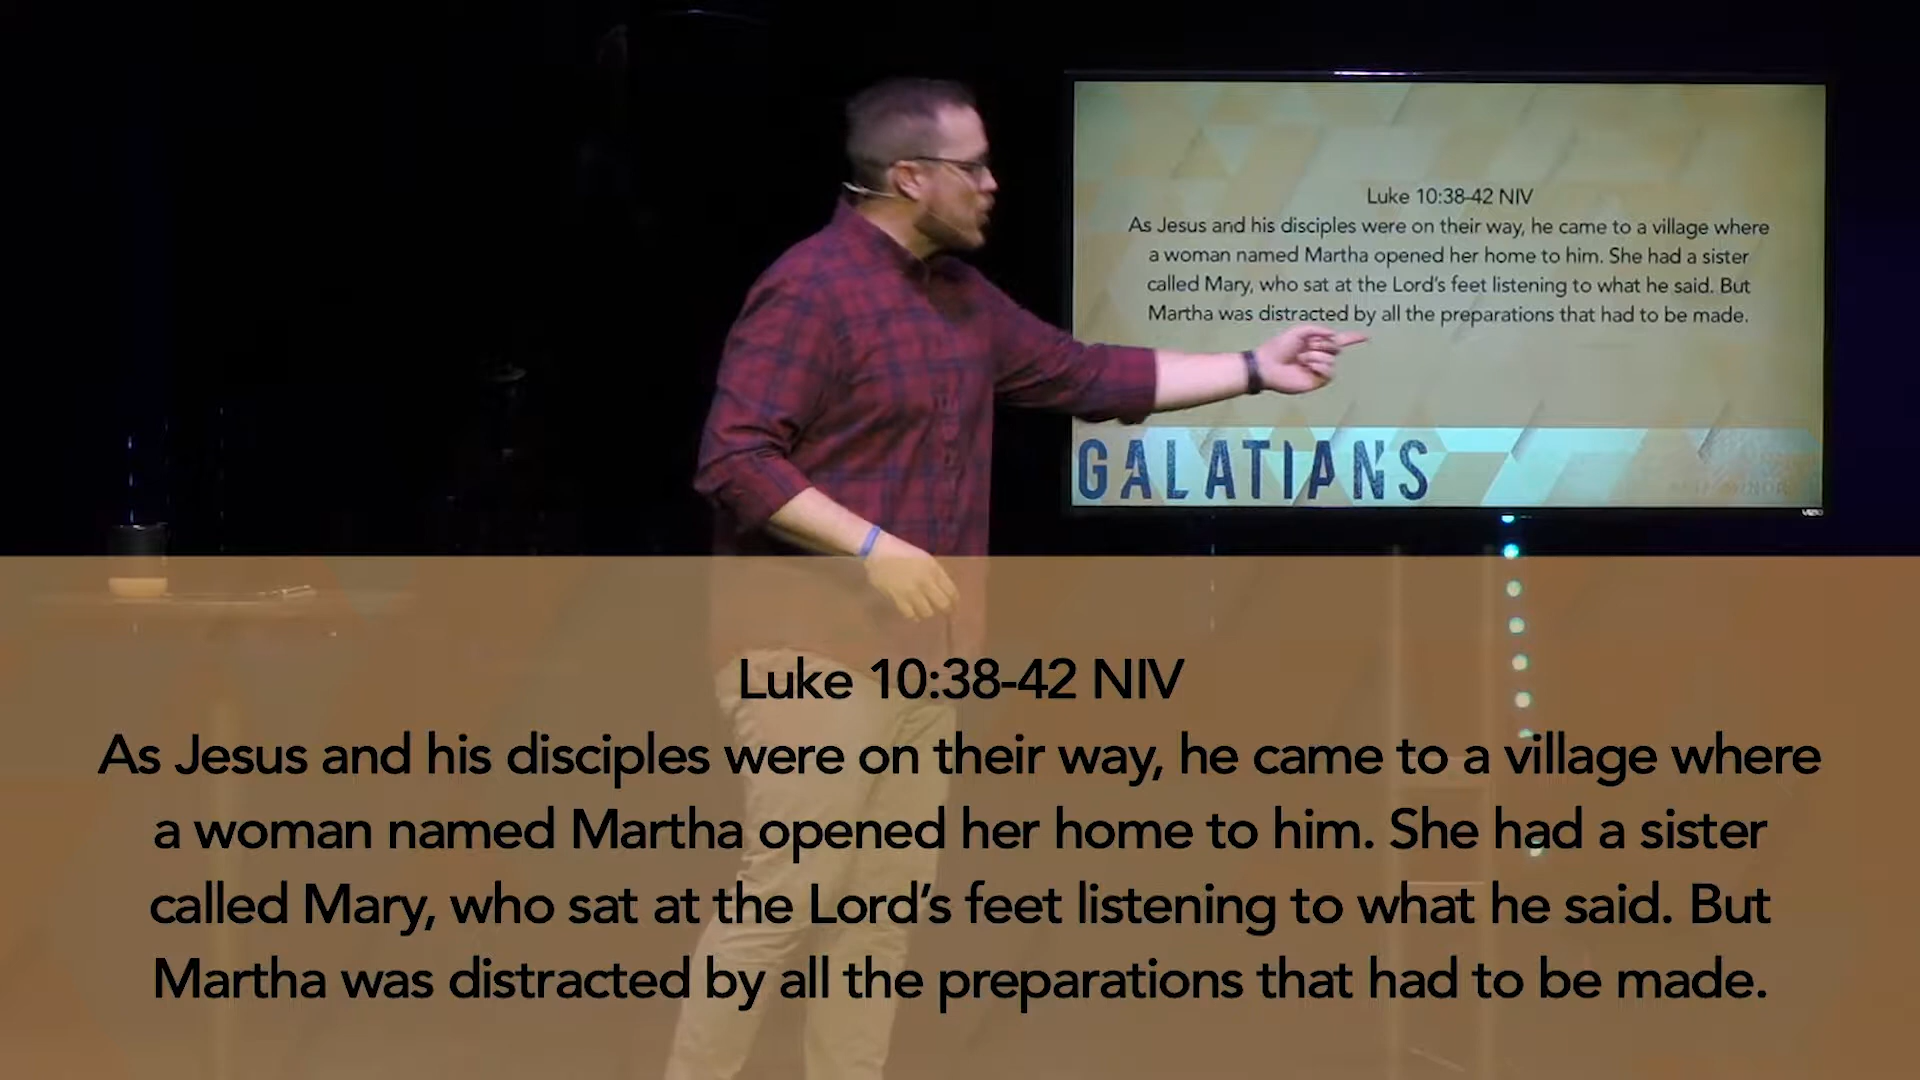 Luke 10:38-42 NIV
As Jesus and his disciples were on their way, he came to a village where
a woman named Martha opened her home to him. She had a sister
called Mary, who sat at the Lord's feet listening to what he said. But
Martha was distracted by all the preparations that had to be made.
GALATIANS
VIZIO
Luke 10:38-42 NIV
As Jesus and his disciples were on their way, he came to a village where
a woman named Martha opened her home to him. She had a sister
called Mary, who sat at the Lord’s feet listening to what he said. But
Martha was distracted by all the preparations that had to be made.